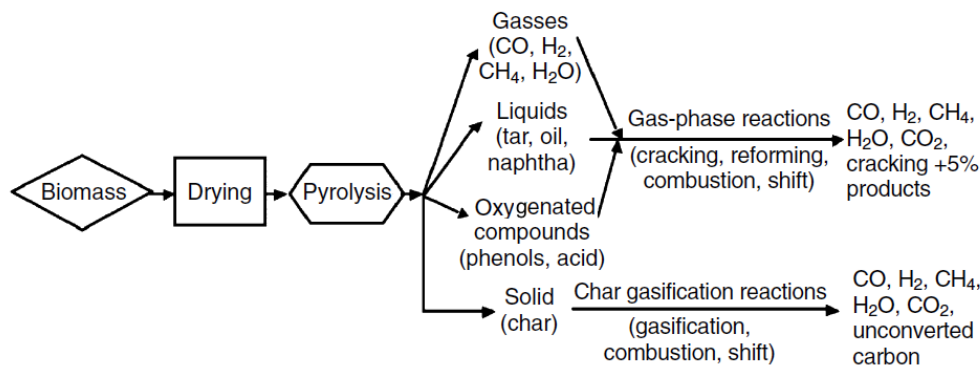 Biomass
Drying
Pyrolysis
Gasses
(CO, H₂,
CH₄, H₂O)
Liquids
(tar, oil,
naphtha)
Oxygenated
compounds
(phenols, acid)
Solid
(char)
Gas-phase reactions
(cracking, reforming,
combustion, shift)
Char gasification reactions
(gasification,
combustion, shift)
CO, H₂, CH₄,
H₂O, CO₂,
cracking +5%
products
CO, H₂, CH₄,
H₂O, CO₂,
unconverted
carbon